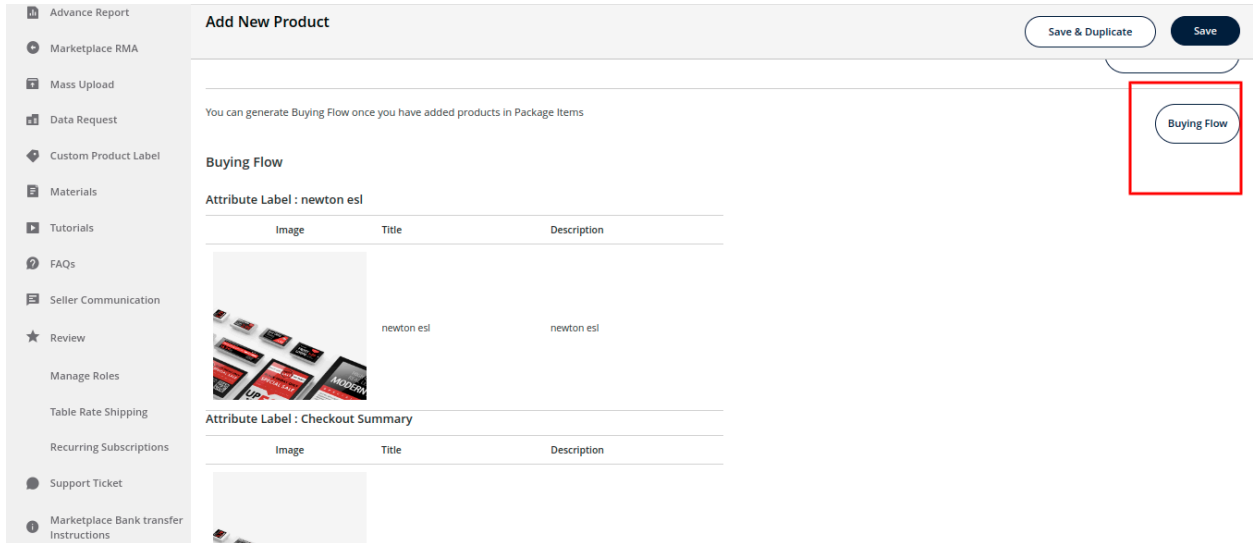 Advance Report
Marketplace RMA
Mass Upload
Data Request
Custom Product Label
Materials
Tutorials
FAQs
Seller Communication
Review
Manage Roles
Table Rate Shipping
Recurring Subscriptions
Support Ticket
Marketplace Bank transfer
Instructions
Add New Product
Save & Duplicate
Save
You can generate Buying Flow once you have added products in Package Items
Buying Flow
Buying Flow
Attribute Label : newton esl
Image Title Description
MODERN
SPECIAL SALE
newton esl newton esl
Attribute Label : Checkout Summary
Image Title Description